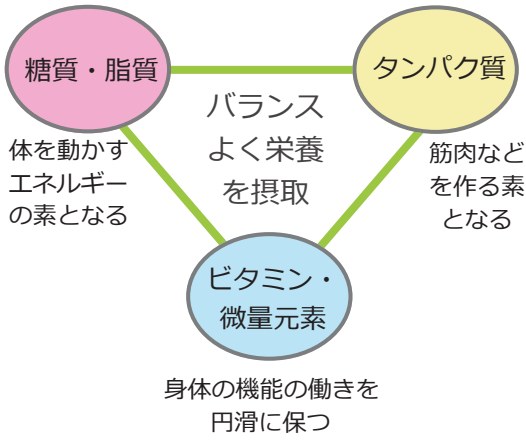 糖質・脂質
タンパク質
バランス
よく栄養
を摂取
体を動かす
エネルギー
の素となる
筋肉など
を作る素
となる
ビタミン・
微量元素
身体の機能の働きを
円滑に保つ